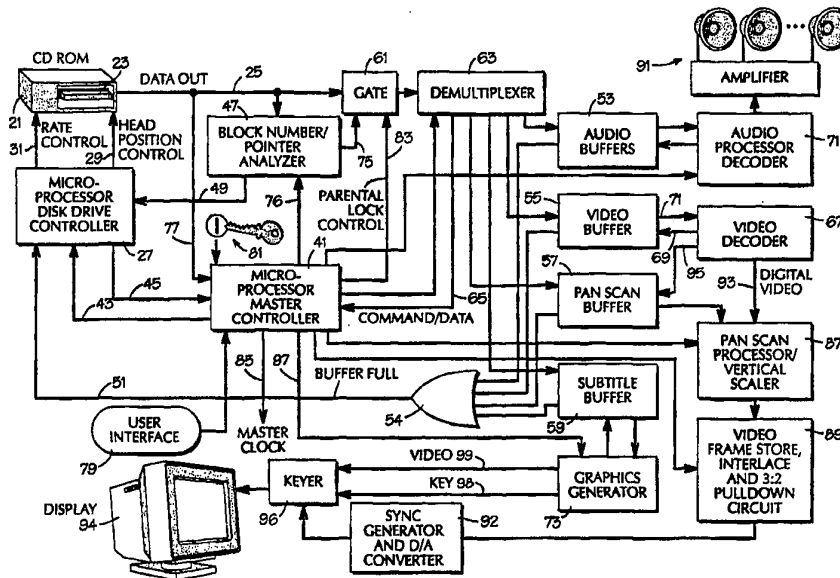 CD ROM
23
DATA OUT
25
61
GATE
63
DEMULTIPLEXER
91
AMPLIFIER
21
31
RATE
CONTROL
29
HEAD
POSITION
CONTROL
47
BLOCK NUMBER/
POINTER
ANALYZER
75
83
53
AUDIO
BUFFERS
AUDIO
PROCESSOR
DECODER
71
MICRO-
PROCESSOR
DISK DRIVE
CONTROLLER
27
49
76
77
81
PARENTAL
LOCK
CONTROL
55
VIDEO
BUFFER
71
69
95
VIDEO
DECODER
67
45
43
41
MICRO-
PROCESSOR
MASTER
CONTROLLER
65
COMMAND/DATA
57
PAN SCAN
BUFFER
93
DIGITAL
VIDEO
PAN SCAN
PROCESSOR/
VERTICAL
SCALER
87
51
85
87
BUFFER FULL
54
SUBTITLE
BUFFER
59
USER
INTERFACE
79
MASTER
CLOCK
VIDEO
FRAME STORE,
INTERLACE
AND 3:2
PULLDOWN
CIRCUIT
89
DISPLAY
94
KEYER
96
VIDEO 99
KEY 98
GRAPHICS
GENERATOR
73
SYNC
GENERATOR
AND D/A
CONVERTER
92